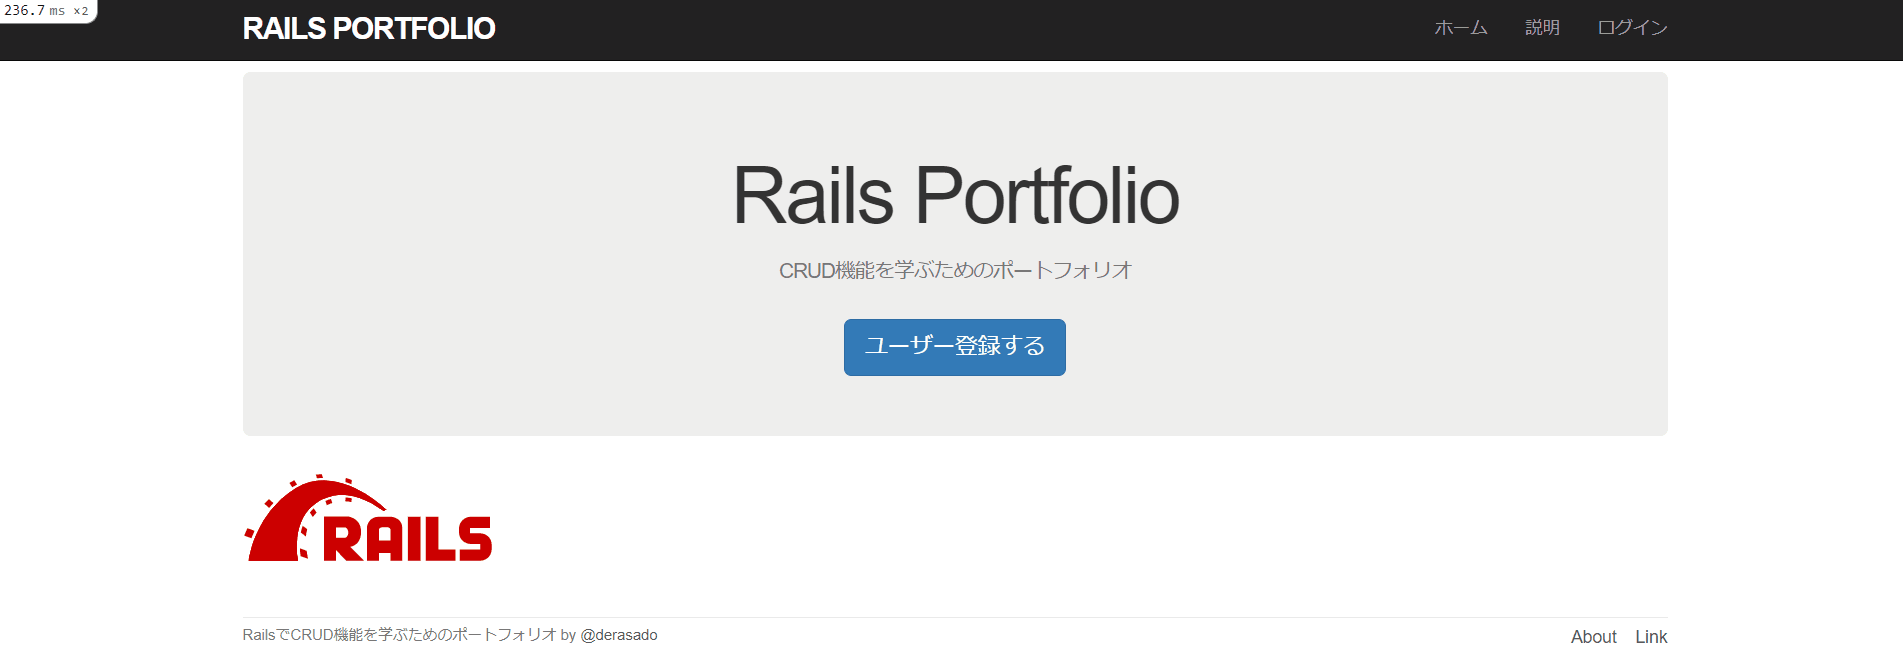 236.7 ms ×2
RAILS PORTFOLIO
ホーム 説明 ログイン
Rails Portfolio
CRUD機能を学ぶためのポートフォリオ
ユーザー登録する
RAILS
RailsでCRUD機能を学ぶためのポートフォリオ by @derasado
About Link